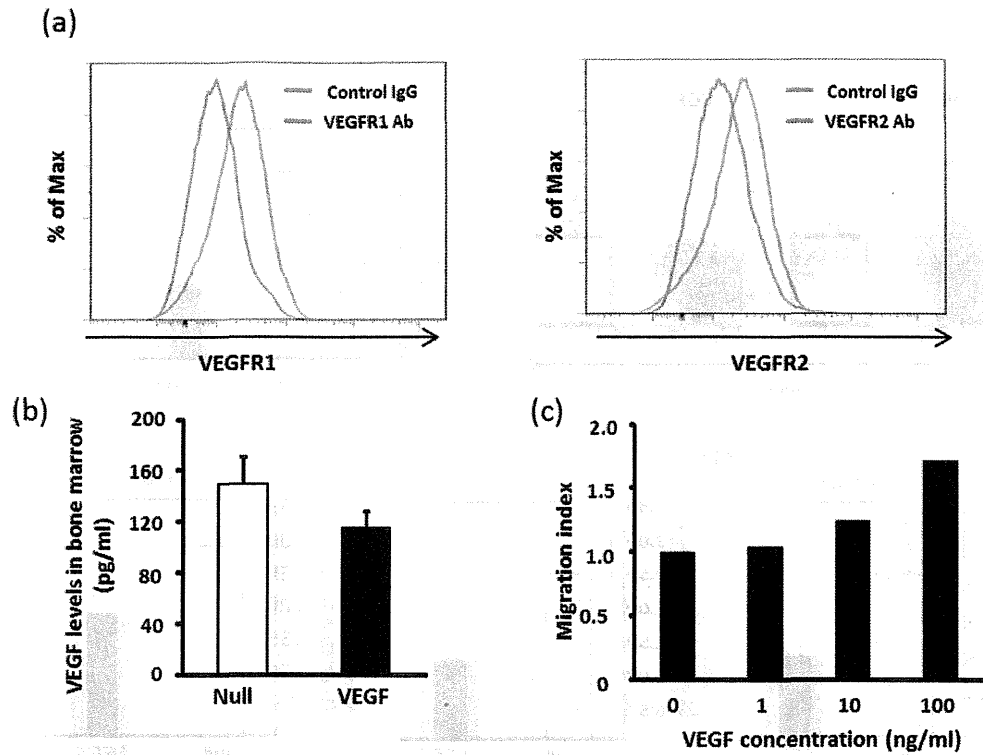 (a)
Control IgG
VEGFR1 Ab
% of Max
VEGFR1
Control IgG
VEGFR2 Ab
% of Max
VEGFR2
(b)
VEGF levels in bone marrow
(pg/ml)
200
160
120
80
40
0
Null
VEGF
(c)
Migration index
2.0
1.5
1.0
0.5
0
0
1
10
100
VEGF concentration (ng/ml)